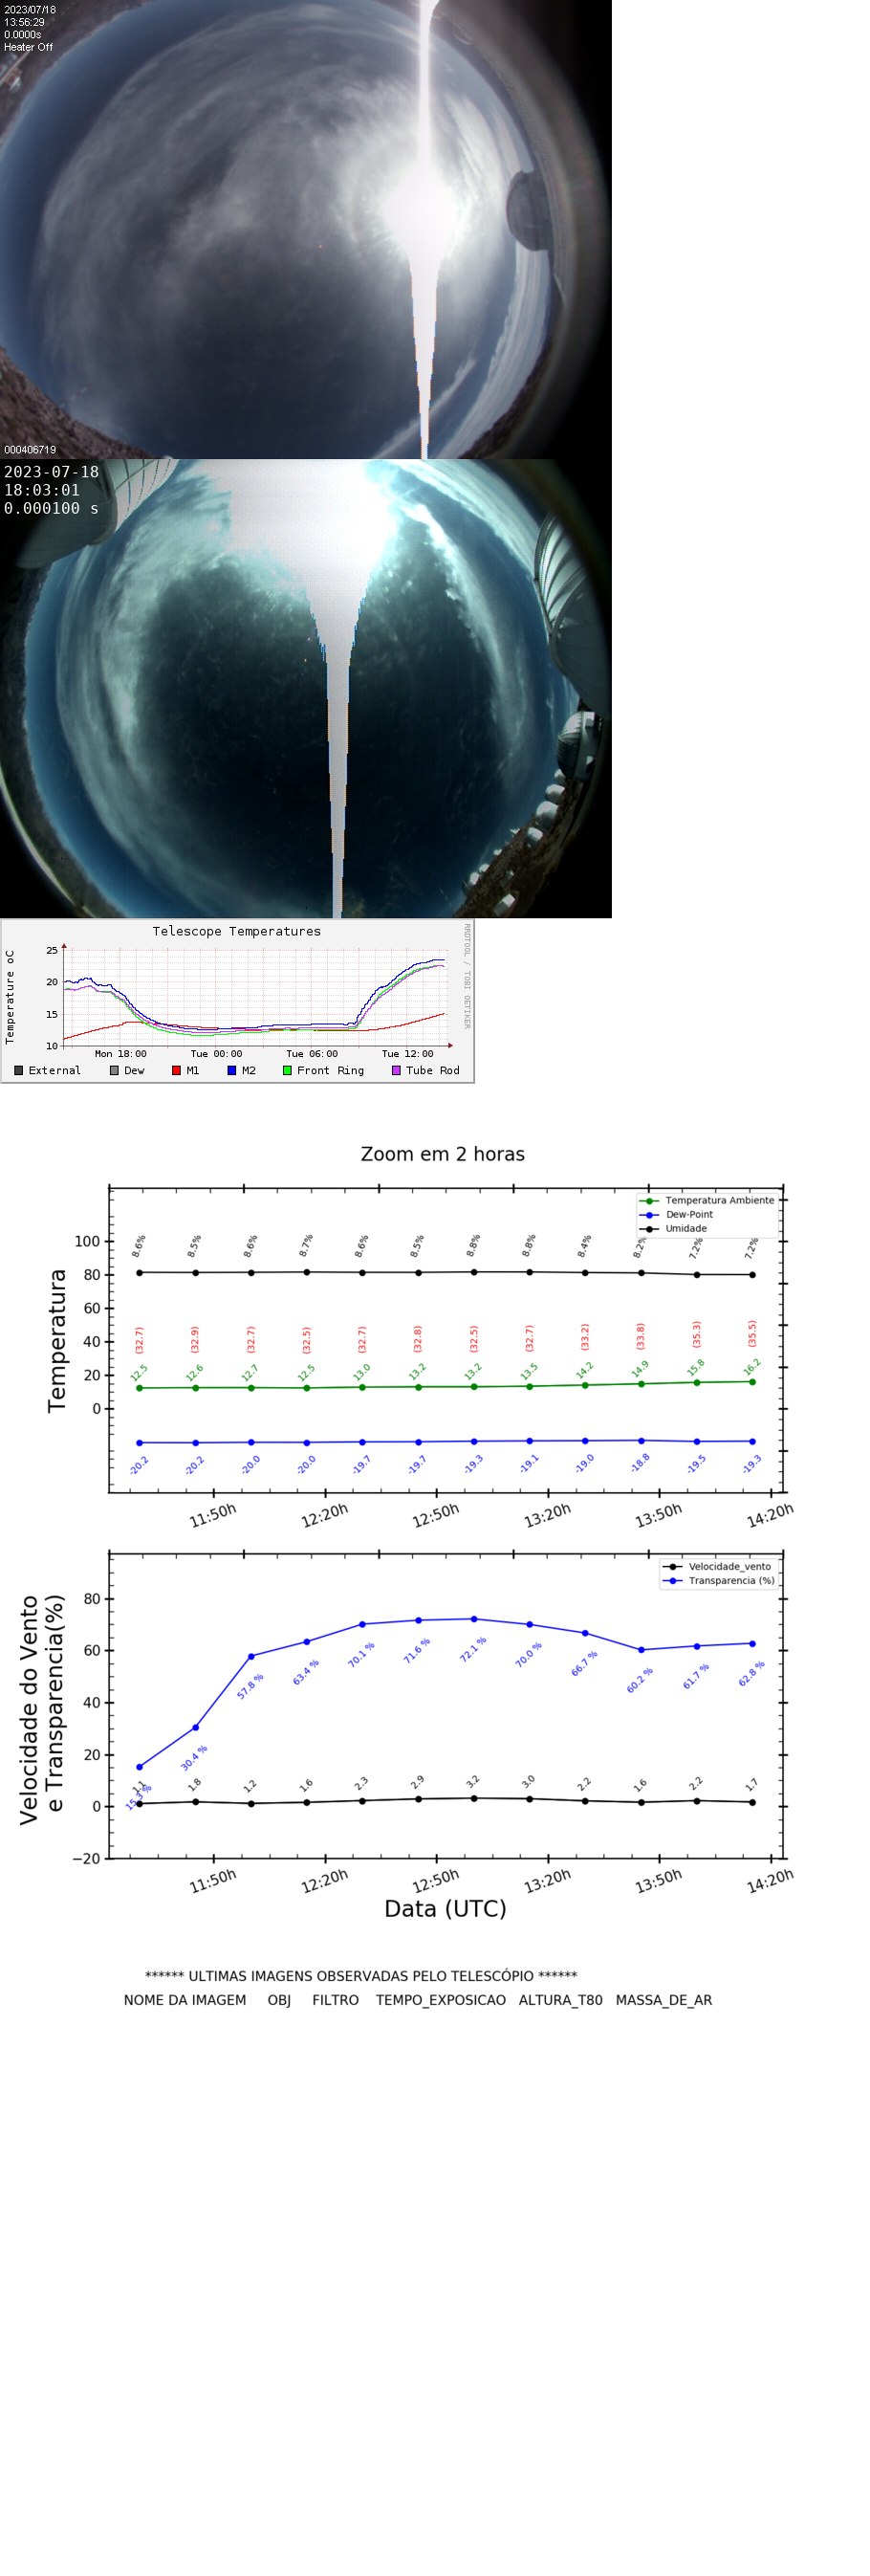 2023/07/18
13:56:29
0.0000s
Heater Off
000406719
2023-07-18
18:03:01
0.000100 s
Telescope Temperatures
RRDTOOL / TOBI OETIKER
Temperature oC
25
20
15
10
Mon 18:00 Tue 00:00 Tue 06:00 Tue 12:00
External Dew M1 M2 Front Ring Tube Rod
Zoom em 2 horas
Temperatura Ambiente
Dew-Point
Umidade
Temperatura
100
80
60
40
20
0
8.6% 8.5% 8.6% 8.7% 8.6% 8.5% 8.8% 8.8% 8.4% 8.2% 7.2% 7.2%
(32.7) (32.9) (32.7) (32.5) (32.7) (32.8) (32.5) (32.7) (33.2) (33.8) (35.3) (35.5)
12.5 12.6 12.7 12.5 13.0 13.2 13.2 13.5 14.2 14.9 15.8 16.2
-20.2 -20.2 -20.0 -20.0 -19.7 -19.7 -19.3 -19.1 -19.0 -18.8 -19.5 -19.3
11:50h 12:20h 12:50h 13:20h 13:50h 14:20h
Velocidade_vento
Transparencia (%)
Velocidade do Vento
e Transparencia(%)
80
60
40
20
0
−20
15.3 % 30.4 % 57.8 % 63.4 % 70.1 % 71.6 % 72.1 % 70.0 % 66.7 % 60.2 % 61.7 % 62.8 %
1.1 1.8 1.2 1.6 2.3 2.9 3.2 3.0 2.2 1.6 2.2 1.7
11:50h 12:20h 12:50h 13:20h 13:50h 14:20h
Data (UTC)
****** ULTIMAS IMAGENS OBSERVADAS PELO TELESCÓPIO ******
NOME DA IMAGEM OBJ FILTRO TEMPO_EXPOSICAO ALTURA_T80 MASSA_DE_AR